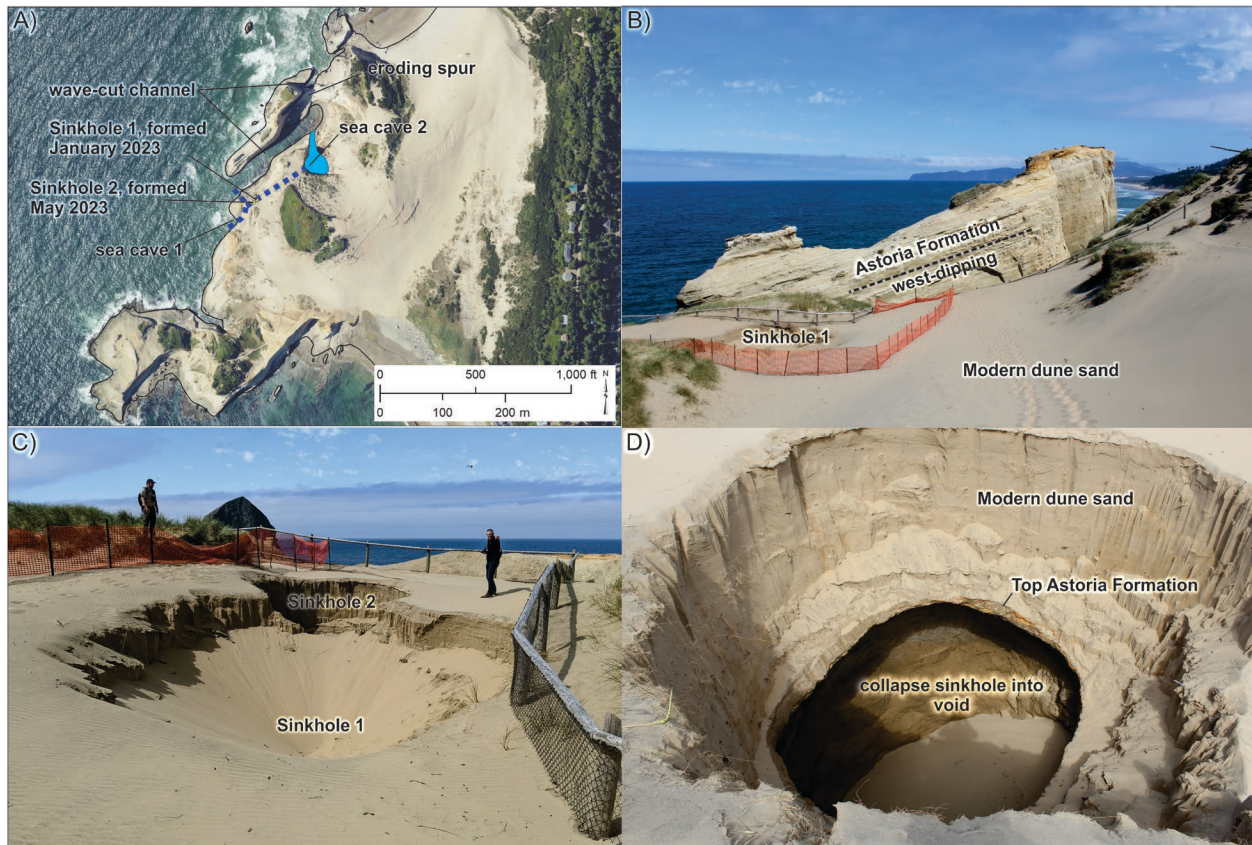 A)
eroding spur
wave-cut channel
sea cave 2
Sinkhole 1, formed
January 2023
Sinkhole 2, formed
May 2023
sea cave 1
0 500 1,000 ft
N
0 100 200 m
B)
Astoria Formation
west-dipping
Sinkhole 1
Modern dune sand
C)
Sinkhole 2
Sinkhole 1
D)
Modern dune sand
Top Astoria Formation
collapse sinkhole into
void